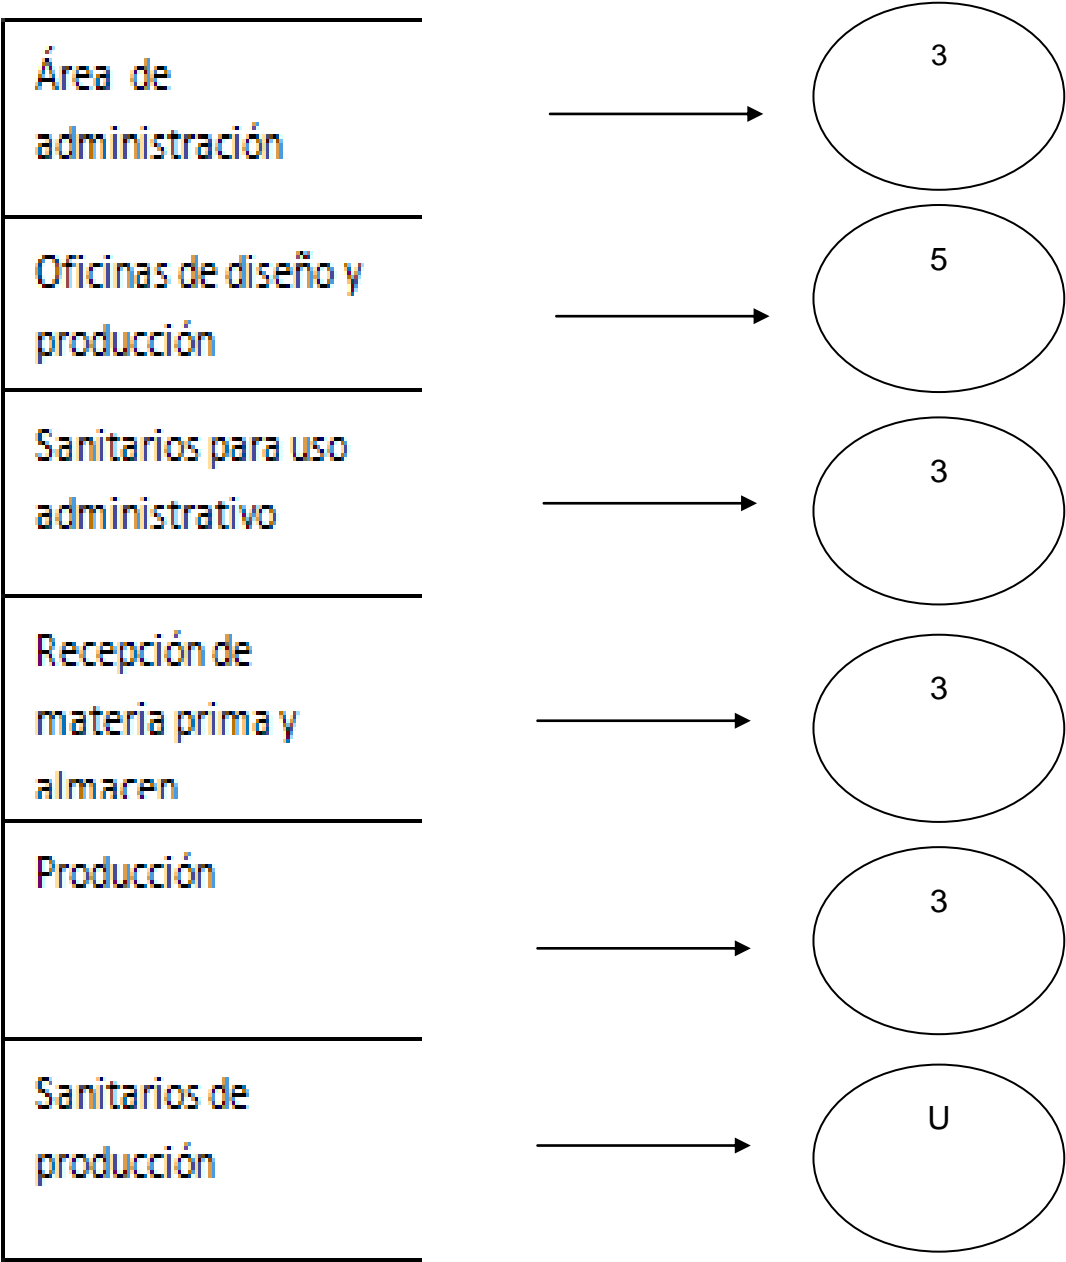 Área de
administración
3
Oficinas de diseño y
producción
5
Sanitarios para uso
administrativo
3
Recepción de
materia prima y
almacen
3
Producción
3
Sanitarios de
producción
U